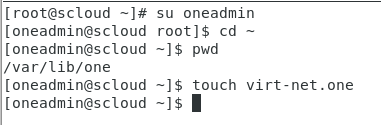 [root@scloud ~]# su oneadmin
[oneadmin@scloud root]$ cd ~
[oneadmin@scloud ~]$ pwd
/var/lib/one
[oneadmin@scloud ~]$ touch virt-net.one
[oneadmin@scloud ~]$